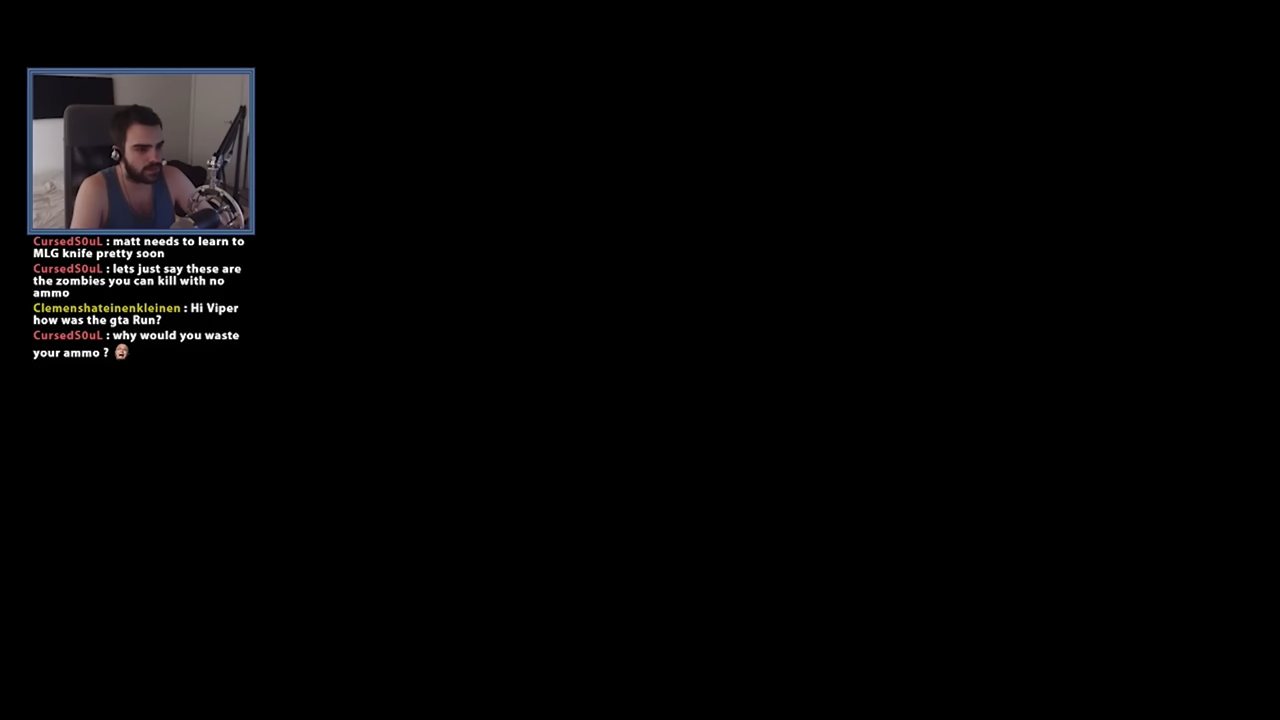 CursedS0uL : matt needs to learn to
MLG knife pretty soon
CursedS0uL : lets just say these are
the zombies you can kill with no
ammo
Clemenshateinenkleinen : Hi Viper
how was the gta Run?
CursedS0uL : why would you waste
your ammo ?